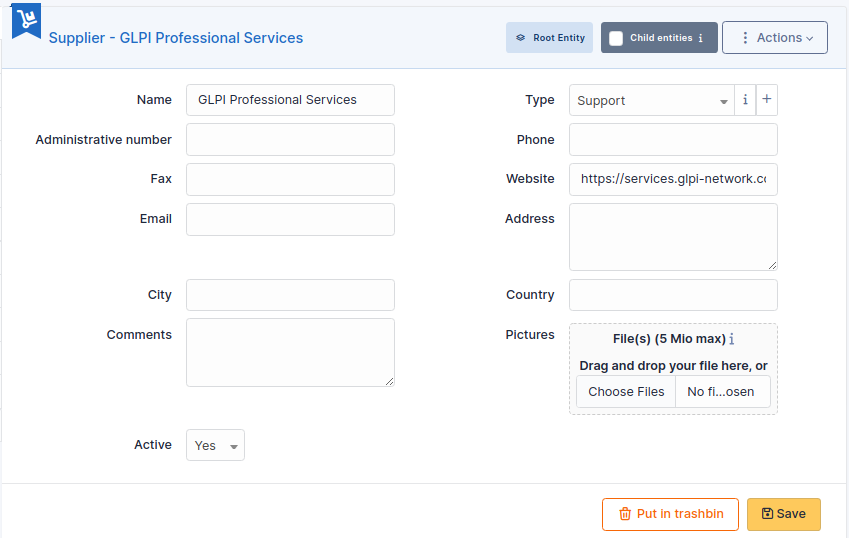 Supplier - GLPI Professional Services
Root Entity
Child entities i
Actions
Name GLPI Professional Services
Type Support i +
Administrative number
Phone
Fax
Website https://services.glpi-network.co
Email
Address
City
Country
Comments
Pictures
File(s) (5 Mio max) i
Drag and drop your file here, or
Choose Files No fi...osen
Active Yes
Put in trashbin
Save